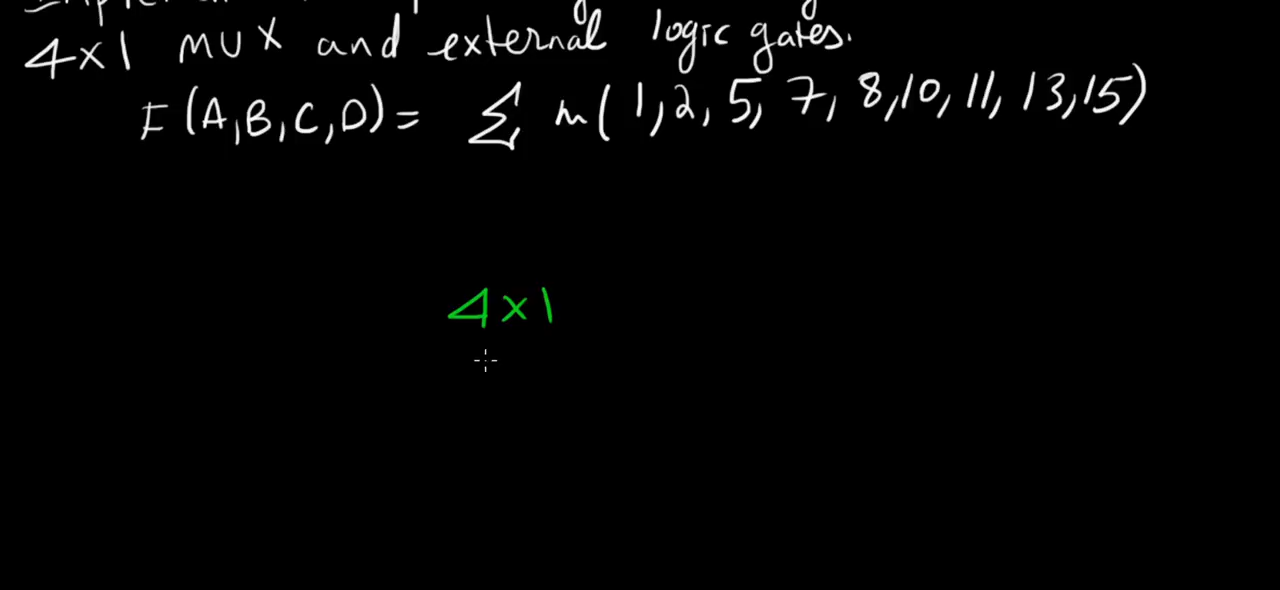 4x1 MUX and external logic gates.
F(A,B,C,D)= Σ m(1,2,5,7,8,10,11,13,15)
4x1